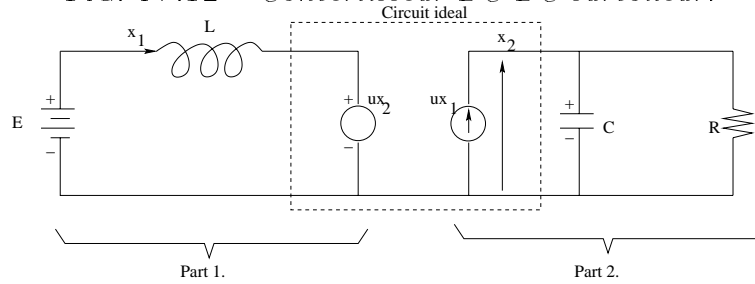 Circuit ideal
x1
L
x2
+
E
−
+
ux2
−
ux1
+
C
−
R
Part 1.
Part 2.